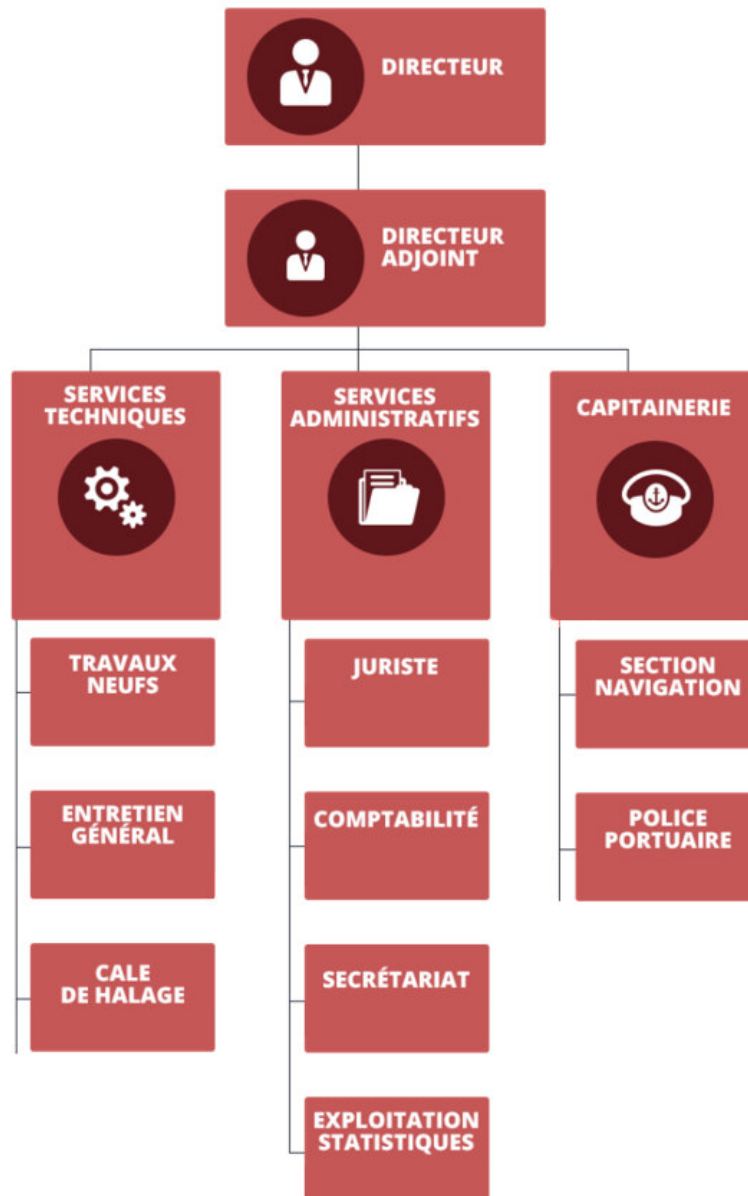 DIRECTEUR
DIRECTEUR
ADJOINT
SERVICES
TECHNIQUES
SERVICES
ADMINISTRATIFS
CAPITAINERIE
TRAVAUX
NEUFS
JURISTE
SECTION
NAVIGATION
ENTRETIEN
GÉNÉRAL
COMPTABILITÉ
POLICE
PORTUAIRE
CALE
DE HALAGE
SECRÉTARIAT
EXPLOITATION
STATISTIQUES